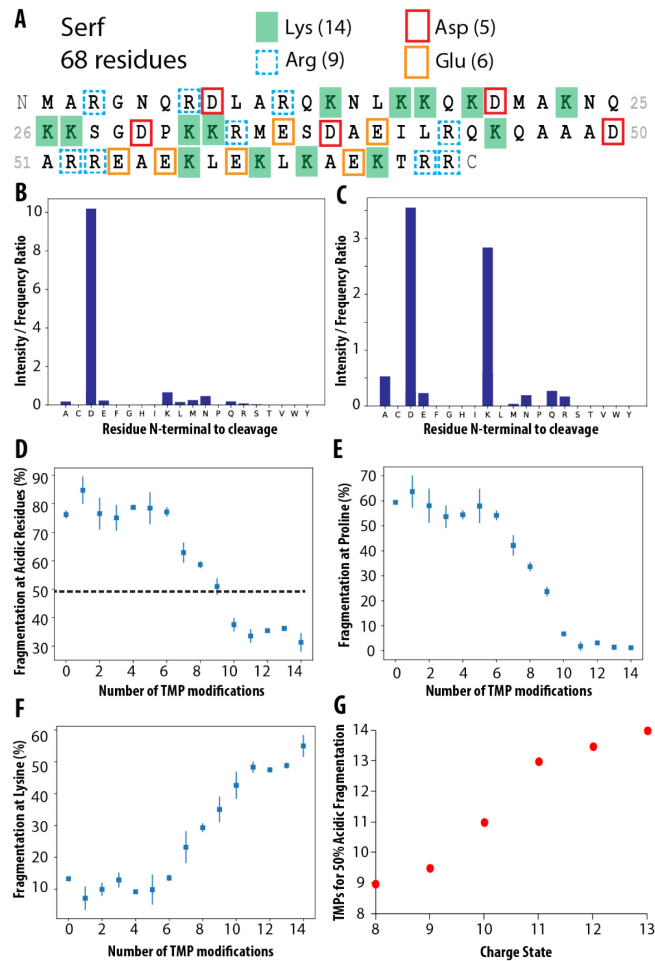 A
Serf
68 residues
Lys (14)
Asp (5)
Arg (9)
Glu (6)
N M A R G N Q R D L A R Q K N L K K Q K D M A K N Q 25
26 K K S G D P K K R M E S D A E I L R Q K Q A A A D 50
51 A R R E A E K L E K L K A E K T R R C
B
Intensity / Frequency Ratio
10
8
6
4
2
0
A C D E F G H I K L M N P Q R S T V W Y
Residue N-terminal to cleavage
C
Intensity / Frequency Ratio
3
2
1
0
A C D E F G H I K L M N P Q R S T V W Y
Residue N-terminal to cleavage
D
Fragmentation at Acidic Residues (%)
90
80
70
60
50
40
30
0 2 4 6 8 10 12 14
Number of TMP modifications
E
Fragmentation at Proline (%)
70
60
50
40
30
20
10
0
0 2 4 6 8 10 12 14
Number of TMP modifications
F
Fragmentation at Lysine (%)
60
50
40
30
20
10
0 2 4 6 8 10 12 14
Number of TMP modifications
G
TMPs for 50% Acidic Fragmentation
14
13
12
11
10
9
8
8 9 10 11 12 13
Charge State